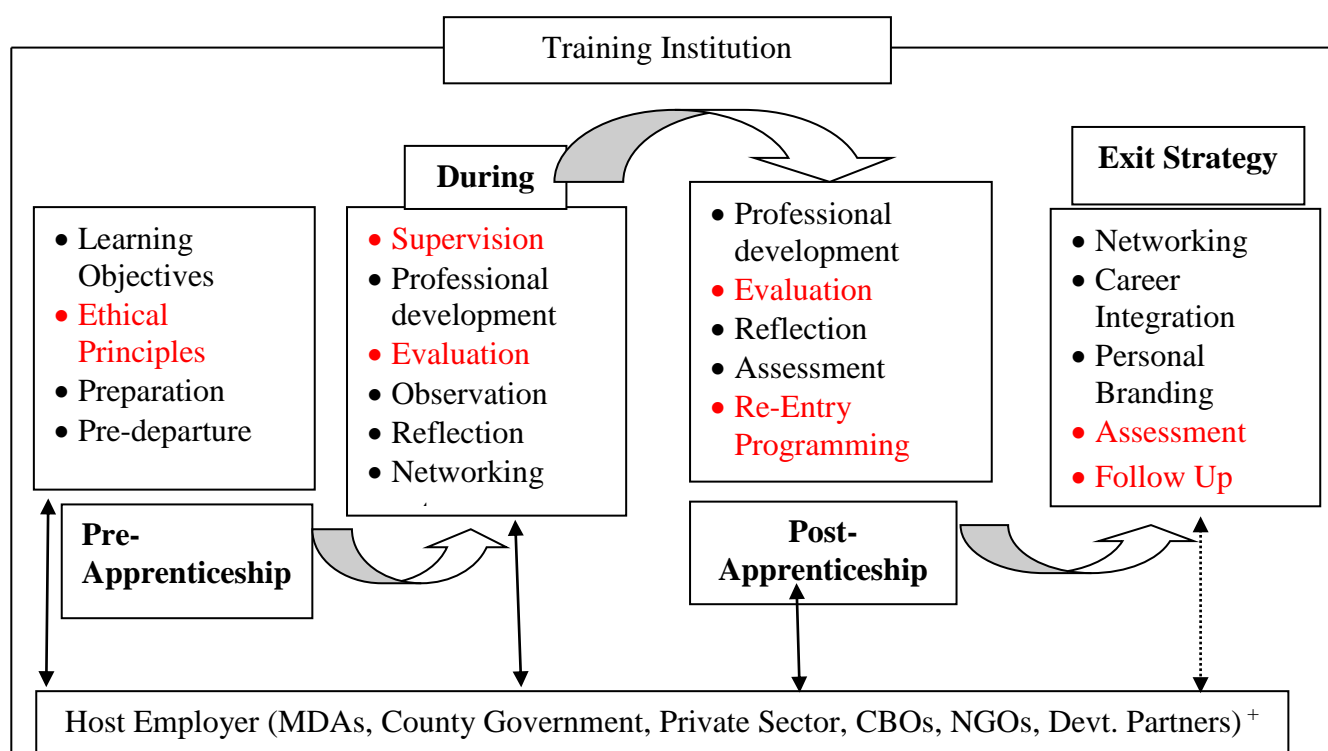 Training Institution
During
Exit Strategy
• Learning
Objectives
• Ethical
Principles
• Preparation
• Pre-departure
• Supervision
• Professional
development
• Evaluation
• Observation
• Reflection
• Networking
• Professional
development
• Evaluation
• Reflection
• Assessment
• Re-Entry
Programming
• Networking
• Career
Integration
• Personal
Branding
• Assessment
• Follow Up
Pre-
Apprenticeship
Post-
Apprenticeship
Host Employer (MDAs, County Government, Private Sector, CBOs, NGOs, Devt. Partners) +